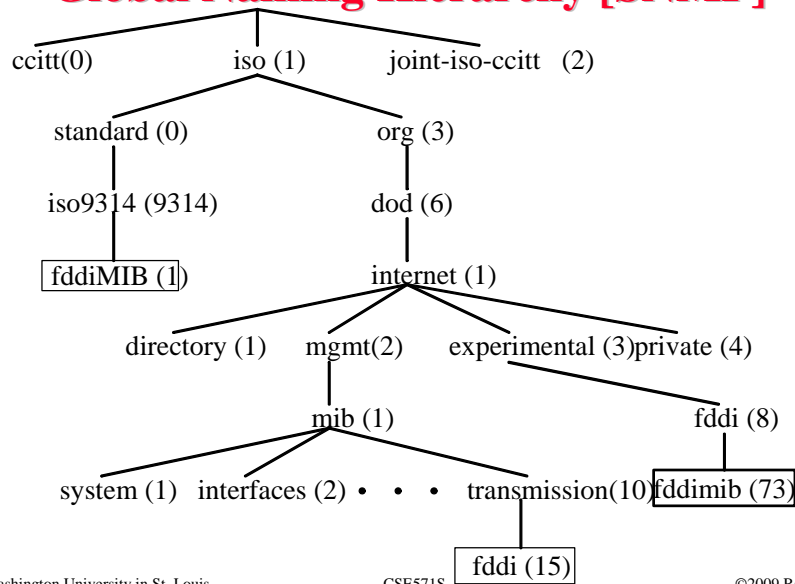 Global Naming Hierarchy [SNMP]
ccitt(0) iso (1) joint-iso-ccitt (2)
standard (0) org (3)
iso9314 (9314) dod (6)
fddiMIB (1) internet (1)
directory (1) mgmt(2) experimental (3)private (4)
mib (1) fddi (8)
system (1) interfaces (2) • • • transmission(10) fddimib (73)
fddi (15)
Washington University in St. Louis CSE571S ©2009 R